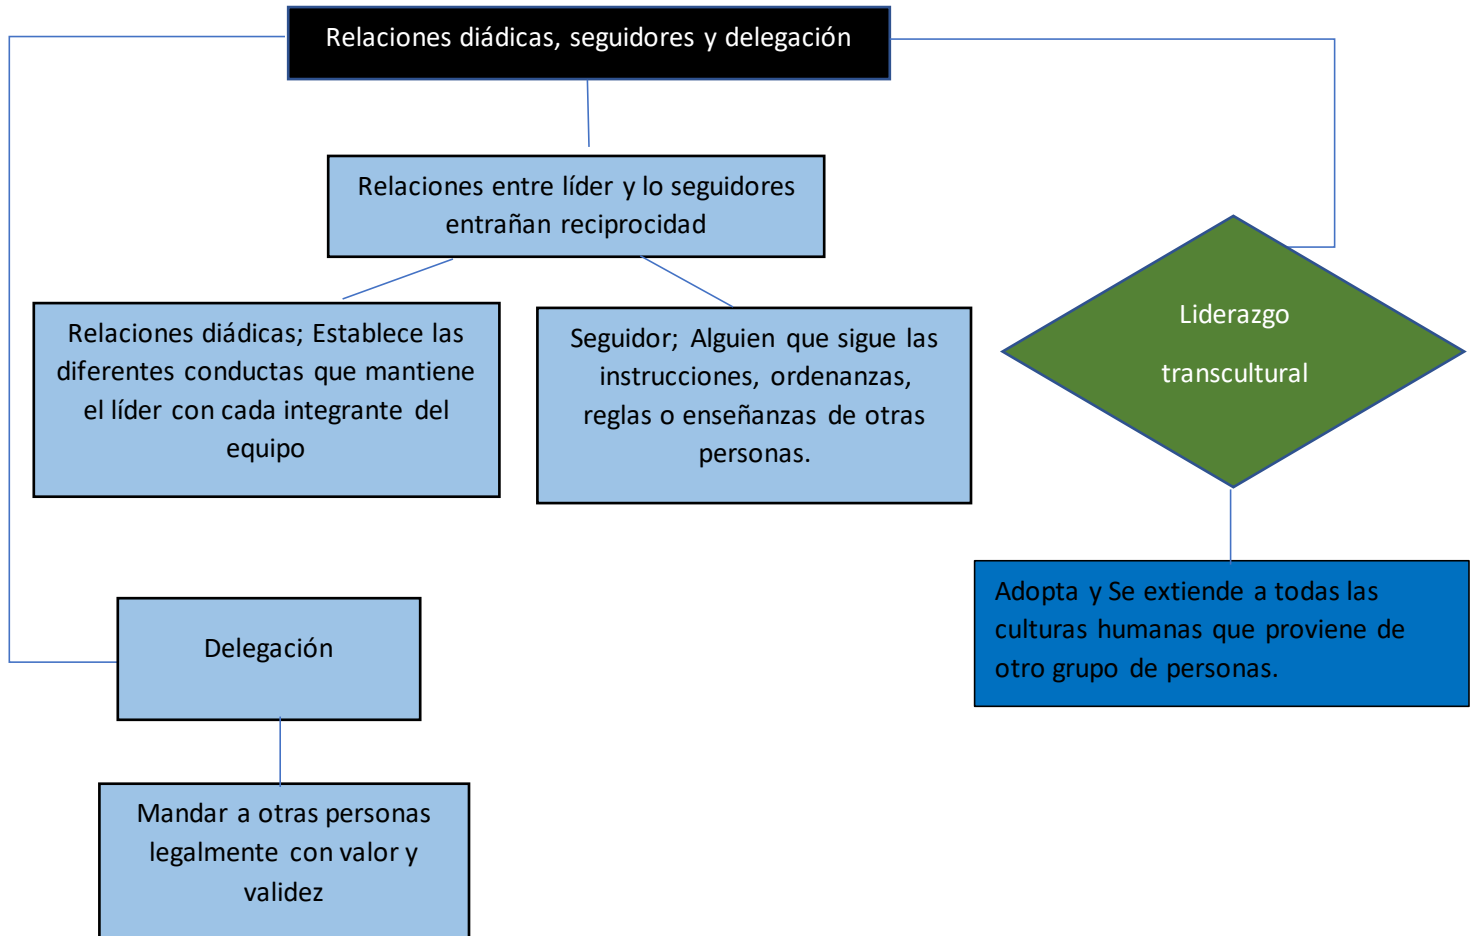 Relaciones diádicas, seguidores y delegación
Relaciones entre líder y lo seguidores
entrañan reciprocidad
Relaciones diádicas; Establece las
diferentes conductas que mantiene
el líder con cada integrante del
equipo
Seguidor; Alguien que sigue las
instrucciones, ordenanzas,
reglas o enseñanzas de otras
personas.
Liderazgo
transcultural
Adopta y Se extiende a todas las
culturas humanas que proviene de
otro grupo de personas.
Delegación
Mandar a otras personas
legalmente con valor y
validez